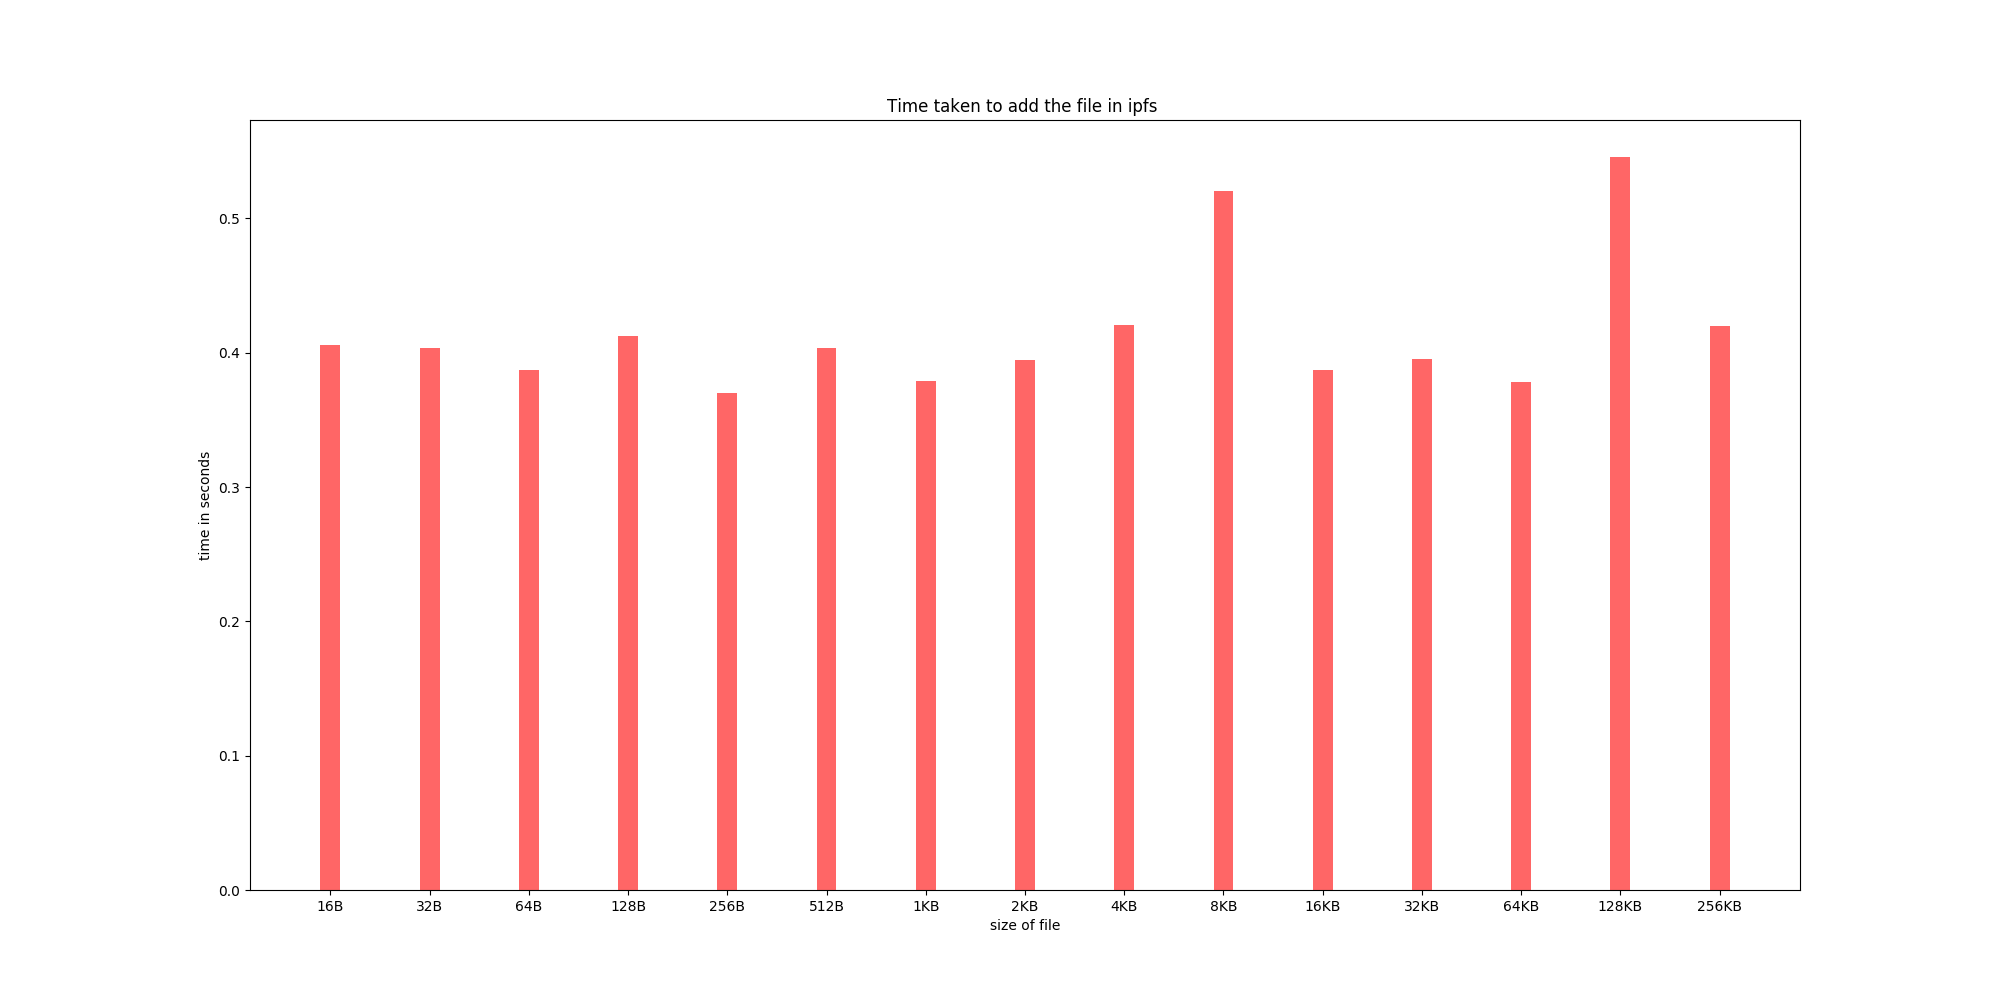 Time taken to add the file in ipfs
0.5
0.4
0.3
0.2
0.1
0.0
time in seconds
16B 32B 64B 128B 256B 512B 1KB 2KB 4KB 8KB 16KB 32KB 64KB 128KB 256KB
size of file